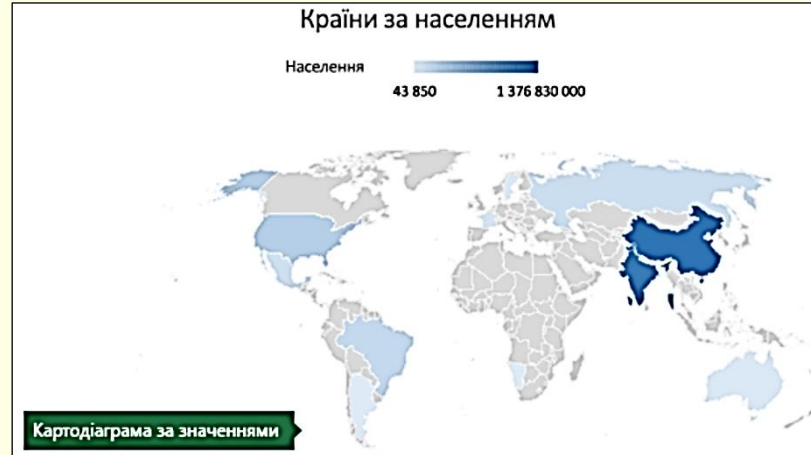 Країни за населенням
Населення
43 850 1 376 830 000
Картодіаграма за значеннями